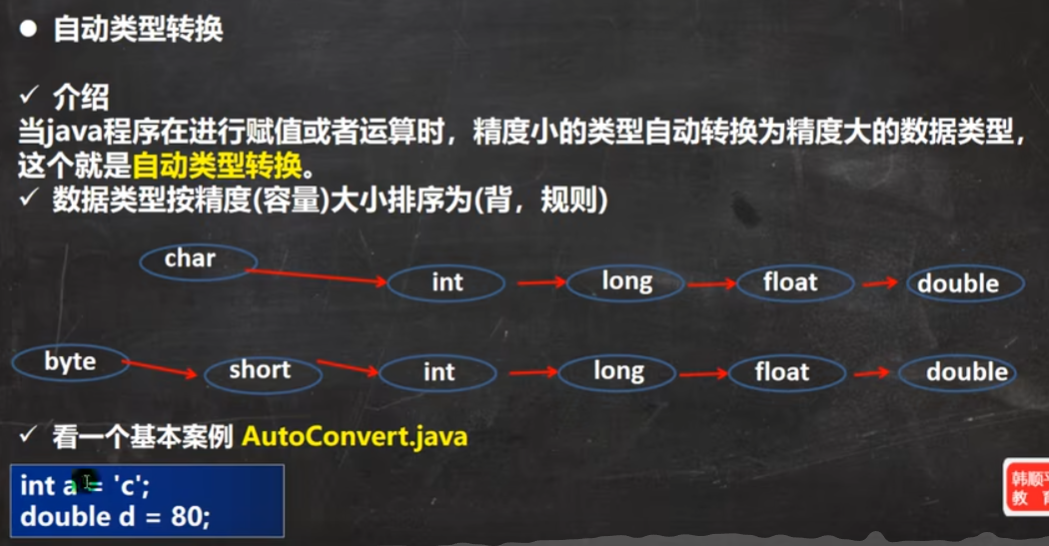 ● 自动类型转换
✓ 介绍
当java程序在进行赋值或者运算时，精度小的类型自动转换为精度大的数据类型，
这个就是自动类型转换。
✓ 数据类型按精度(容量)大小排序为(背，规则)
char int long float double
byte short int long float double
✓ 看一个基本案例 AutoConvert.java
int a = 'c';
double d = 80;
韩顺平
教育